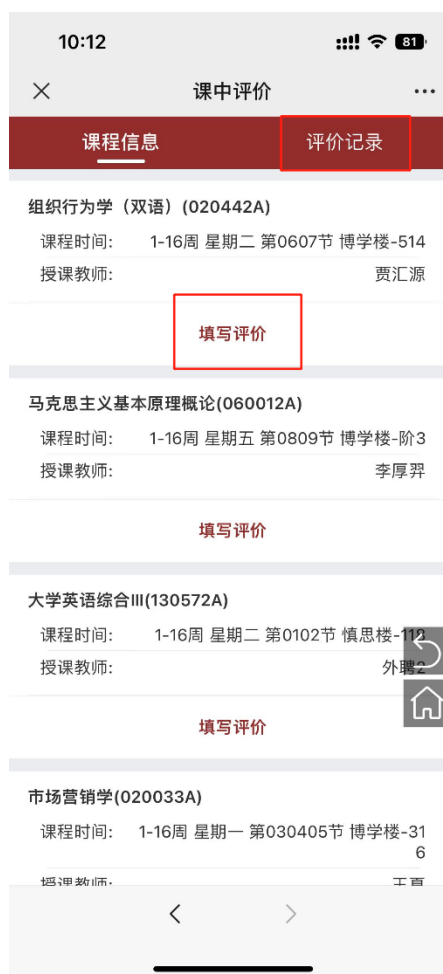 10:12
81
课中评价
课程信息
评价记录
组织行为学（双语）(020442A)
课程时间: 1-16周 星期二 第0607节 博学楼-514
授课教师: 贾汇源
填写评价
马克思主义基本原理概论(060012A)
课程时间: 1-16周 星期五 第0809节 博学楼-阶3
授课教师: 李厚羿
填写评价
大学英语综合III(130572A)
课程时间: 1-16周 星期二 第0102节 慎思楼-118
授课教师: 外聘2
填写评价
市场营销学(020033A)
课程时间: 1-16周 星期一 第030405节 博学楼-31
6
授课教师: 王夏